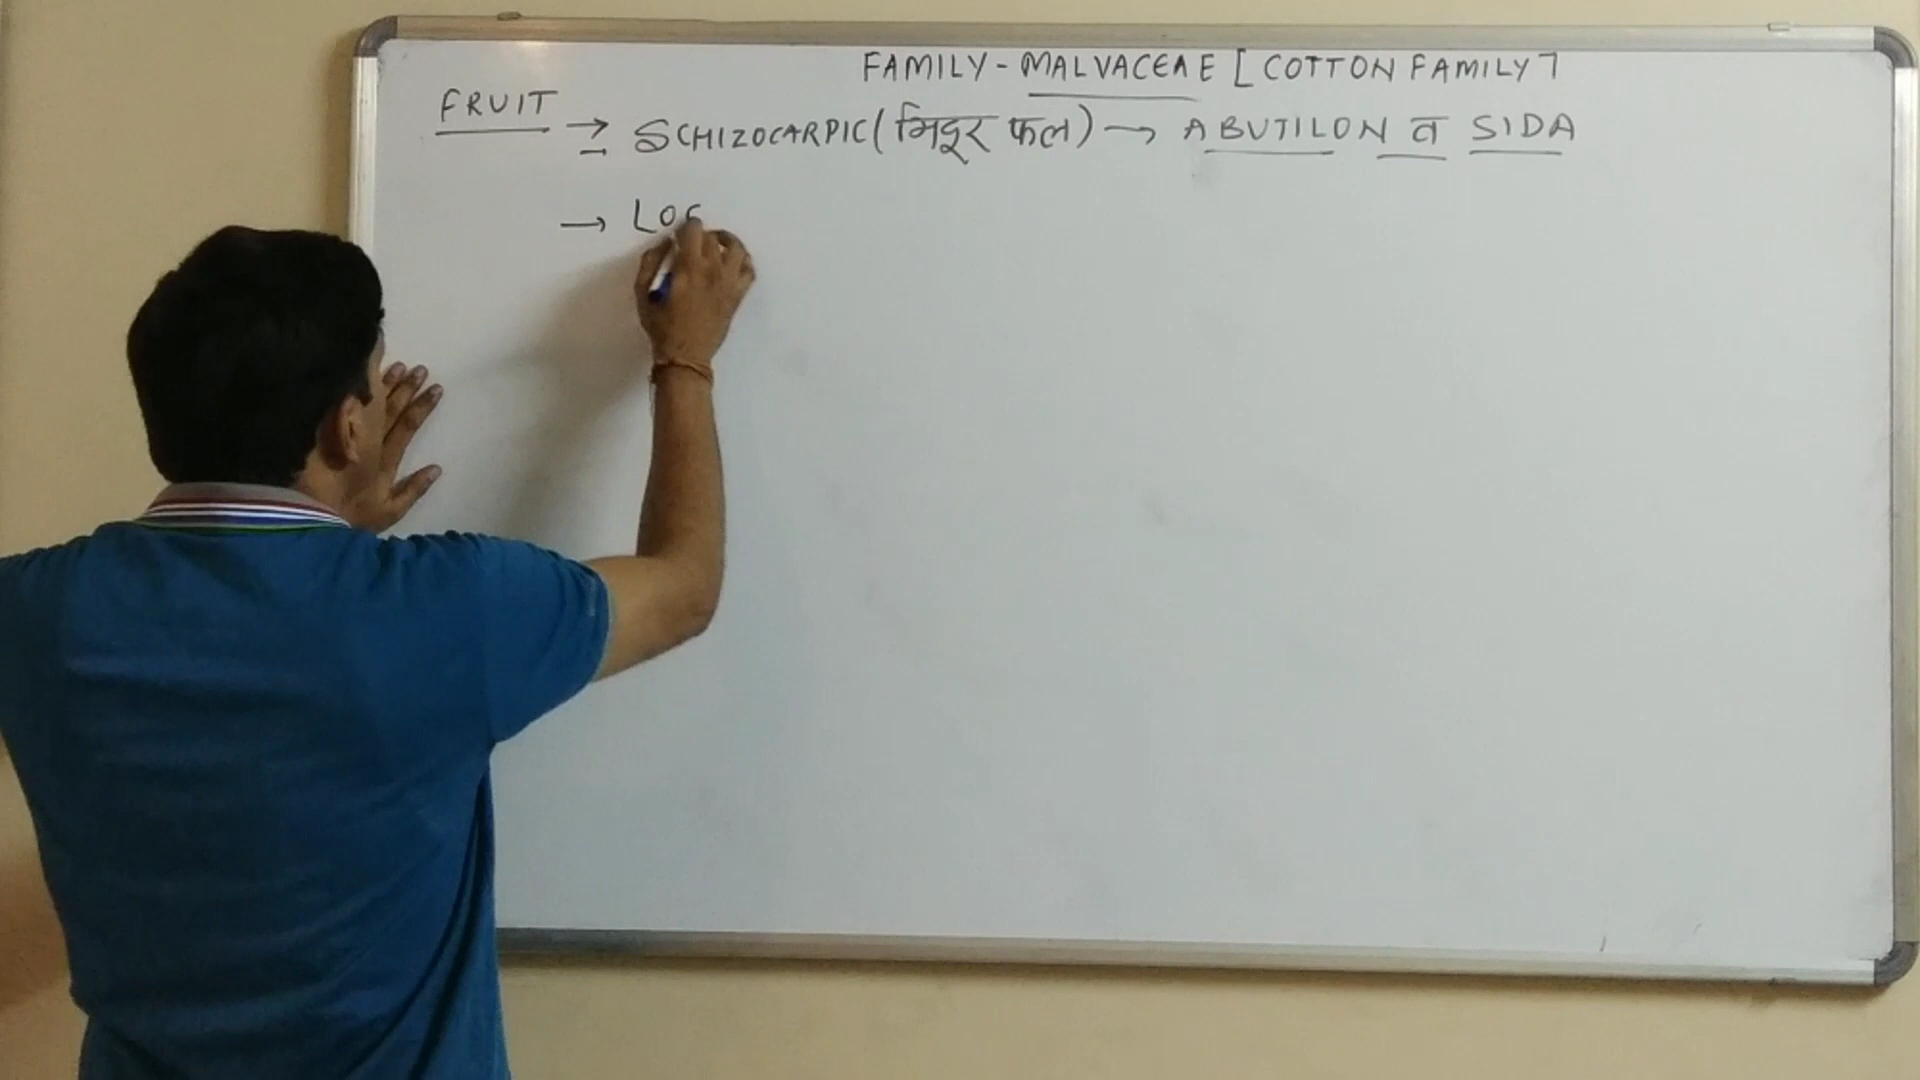 FAMILY - MALVACEAE [COTTON FAMILY]
FRUIT → SCHIZOCARPIC (भिदुर फल) → ABUTILON व SIDA
→ LOC